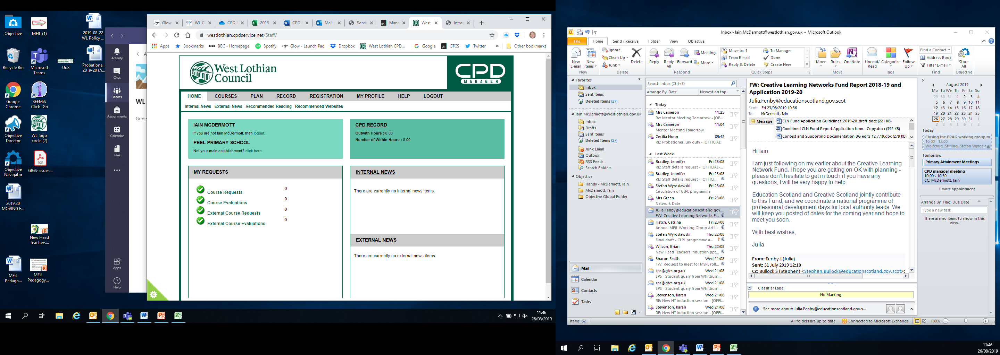 Objective
MFIL (1)
2019_08_22
WL Policy ...
Recycle Bin
Microsoft
Teams
UoS
Probatione...
2019-20 (A...
Google
Chrome
SEEMiS
Click+Go
Objective
Director
WL logo
circle (2)
Objective
Navigator
GIGS-issue-...
2019.20
MOVING F...
New Head
Teachers...
MFiL
Pedago...
MFiL
Pedagogy...
Activity
Chat
Teams
Assignments
Calendar
Files
Apps
Help
WL
Gene
Glow
WL C
CPD
2019-
CPD
Mail -
Servic
Mana
West
Intrar
westlothian.cpdservice.net/Staff/
Apps
Bookmarks
BBC - Homepage
Spotify
Glow - Launch Pad
Dropbox
West Lothian CPD...
Google
GTCS
Twitter
Other bookmarks
West Lothian
Council
CPD
MANAGER
HOME COURSES PLAN RECORD REGISTRATION MY PROFILE HELP LOGOUT
Internal News External News Recommended Reading Recommended Websites
IAIN MCDERMOTT
If you are not Iain McDermott, then logout.
PEEL PRIMARY SCHOOL
Not your main establishment? click here
CPD RECORD
Outwith Hours : 0.00
Number of Within Hours : 0.00
MY REQUESTS
Course Requests 0
Course Evaluations 0
External Course Requests 0
External Course Evaluations 0
INTERNAL NEWS
There are currently no internal news items.
EXTERNAL NEWS
There are currently no external news items.
11:46
26/08/2019
Inbox - Iain.McDermott@westlothian.gov.uk - Microsoft Outlook
File Home Send / Receive Folder View Objective
New
E-mail
New
Items
New
Ignore
Clean Up
Junk
Delete
Delete
Reply
Reply
All
Forward
Meeting
More
Respond
Move to: ?
Team E-mail
Reply & Delete
To Manager
Done
Create New
Quick Steps
Move
Rules
OneNote
Move
Unread/
Read
Categorize
Follow
Up
Tags
Find a Contact
Address Book
Filter E-mail
Find
Store
All
Objective
Favorites
Inbox
Sent Items
Deleted Items (27)
Iain.McDermott@westlothian.gov.uk
Inbox
Drafts
Sent Items
Deleted Items (27)
Junk Email
Outbox
RSS Feeds
Search Folders
Objective
Handy - McDermott, Iain
McDermott, Iain
Objective Global Folder
Mail
Calendar
Contacts
Tasks
Search Inbox (Ctrl+E)
Arrange By: Date Newest on top
Today
Mrs Cameron 11:25
Re: Mentor Meeting Tomorrow - [OF...
Mrs Cameron 11:04
Mentor Meeting Tomorrow
Cecilia Nunn 09:42
RE: Probationer jury duty - [OFFICIAL]
Last Week
Bradley, Jennifer Fri 23/08
RE: Staff details request - [OFFICIAL-...
Bradley, Jennifer Fri 23/08
RE: Staff details request - [OFFICI...
Stefan Wyroslawski Fri 23/08
Circulation of CLPL programme
Mrs Green Fri 23/08
Network Date
Julia.Fenby@educationscotland.gov....
FW: Creative Learning Networks F...
Hatch, Catrina Fri 23/08
Annual MFiL Working Group Acti...
Stefan Wyroslawski Thu 22/08
Final draft - CLPL programme a...
Wilson, Brian Thu 22/08
New Head Teachers Induction.ppt...
Sharon Smith Wed 21/08
FW: Request to meet for MyPL roll...
sps@gtcs.org.uk Wed 21/08
SPS - Student query from Whitburn ...
sps@gtcs.org.uk Wed 21/08
SPS - Student query from Whitburn ...
Stevenson, Karen Wed 21/08
RE: New HT induction session - [OFFI...
Stevenson, Karen Wed 21/08
RE: New HT induction session - [OFFI...
FW: Creative Learning Networks Fund Report 2018-19 and
Application 2019-20
Julia.Fenby@educationscotland.gov.scot
Sent: Fri 23/08/2019 10:36
To: McDermott, Iain
Message
CLN Fund Application Guidelines_2019-20_draft.docx (221 KB)
Combined CLN Fund Report Application form - Copy.docx (392 KB)
Context and Supporting Documentation BG edits 12.7.19.doc (279 KB)
Hi Iain
I am just following on my earlier about the Creative Learning
Network Fund. I hope you are getting on OK with planning -
please don't hesitate to get in touch if you have any
questions, I will be very happy to help.
Education Scotland and Creative Scotland jointly contribute
to this Fund, and we coordinate a national programme of
professional development days for local authority leads. We
will keep you posted of dates for the coming year and hope to
meet you soon.
With best wishes,
Julia
From: Fenby J (Julia)
Sent: 31 July 2019 12:10
Cc: Bullock S (Stephen) <Stephen.Bullock@educationscotland.gov.scot>;
Classifier Label
No Marking
See more about: Julia.Fenby@educationscotland.gov.s...
August 2019
Mo Tu We Th Fr Sa Su
29 30 31 1 2 3 4
5 6 7 8 9 10 11
12 13 14 15 16 17 18
19 20 21 22 23 24 25
26 27 28 29 30 31 1
2 3 4 5 6 7 8
Today
Closing the PRAG working group m
10:00 - 12:00
Wolfcraig, Stirling; Stefan Wyrosla
Tomorrow
Primary Attainment Meetings
CPD manager meeting
10:00 - 10:30
CC; McDermott, Iain
1 more appointment
Arrange By: Flag: Due Date
Type a new task
There are no items to show in this
view.
Items: 62
All folders are up to date.
Connected to Microsoft Exchange
100%
11:46
26/08/2019